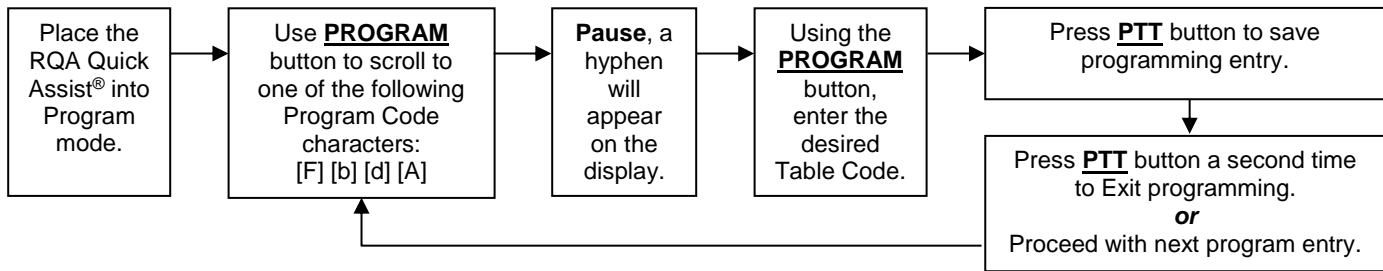 Place the
RQA Quick
Assist® into
Program
mode.
Use PROGRAM
button to scroll to
one of the following
Program Code
characters:
[F] [b] [d] [A]
Pause, a
hyphen
will
appear
on the
display.
Using the
PROGRAM
button,
enter the
desired
Table Code.
Press PTT button to save
programming entry.
Press PTT button a second time
to Exit programming.
or
Proceed with next program entry.